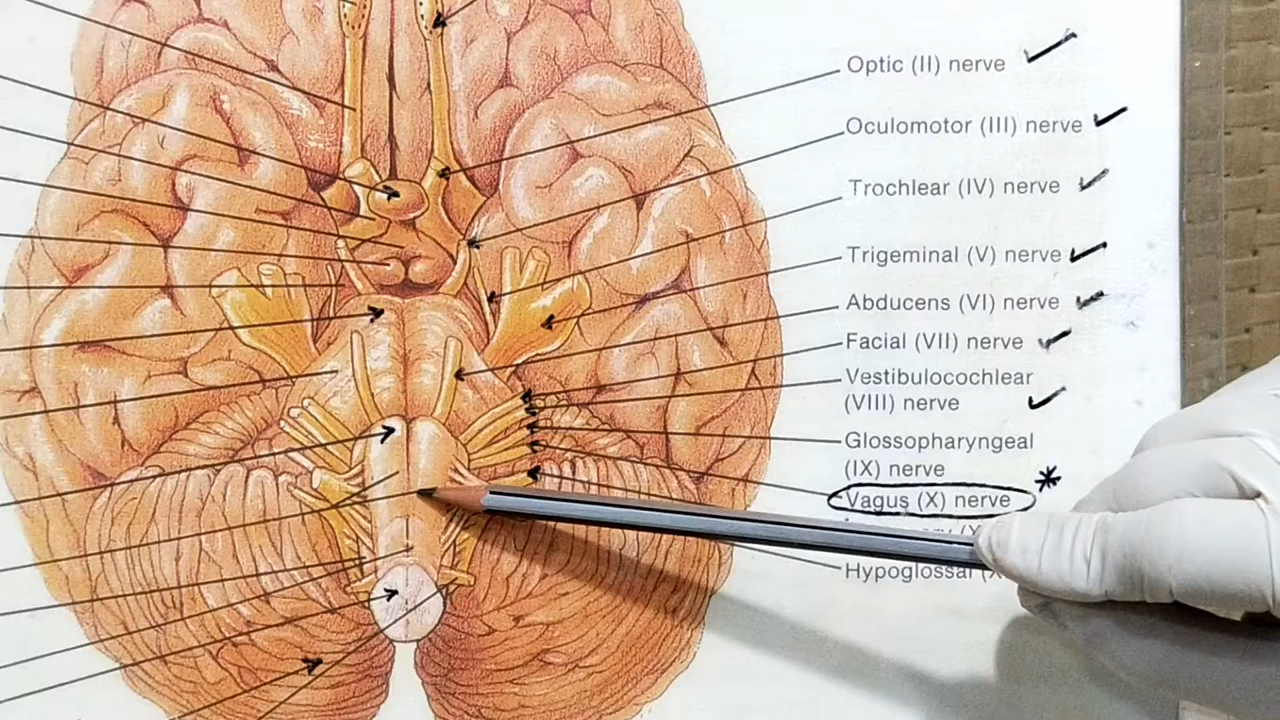 Optic (II) nerve
Oculomotor (III) nerve
Trochlear (IV) nerve
Trigeminal (V) nerve
Abducens (VI) nerve
Facial (VII) nerve
Vestibulocochlear
(VIII) nerve
Glossopharyngeal
(IX) nerve
Vagus (X) nerve
Hypoglossal